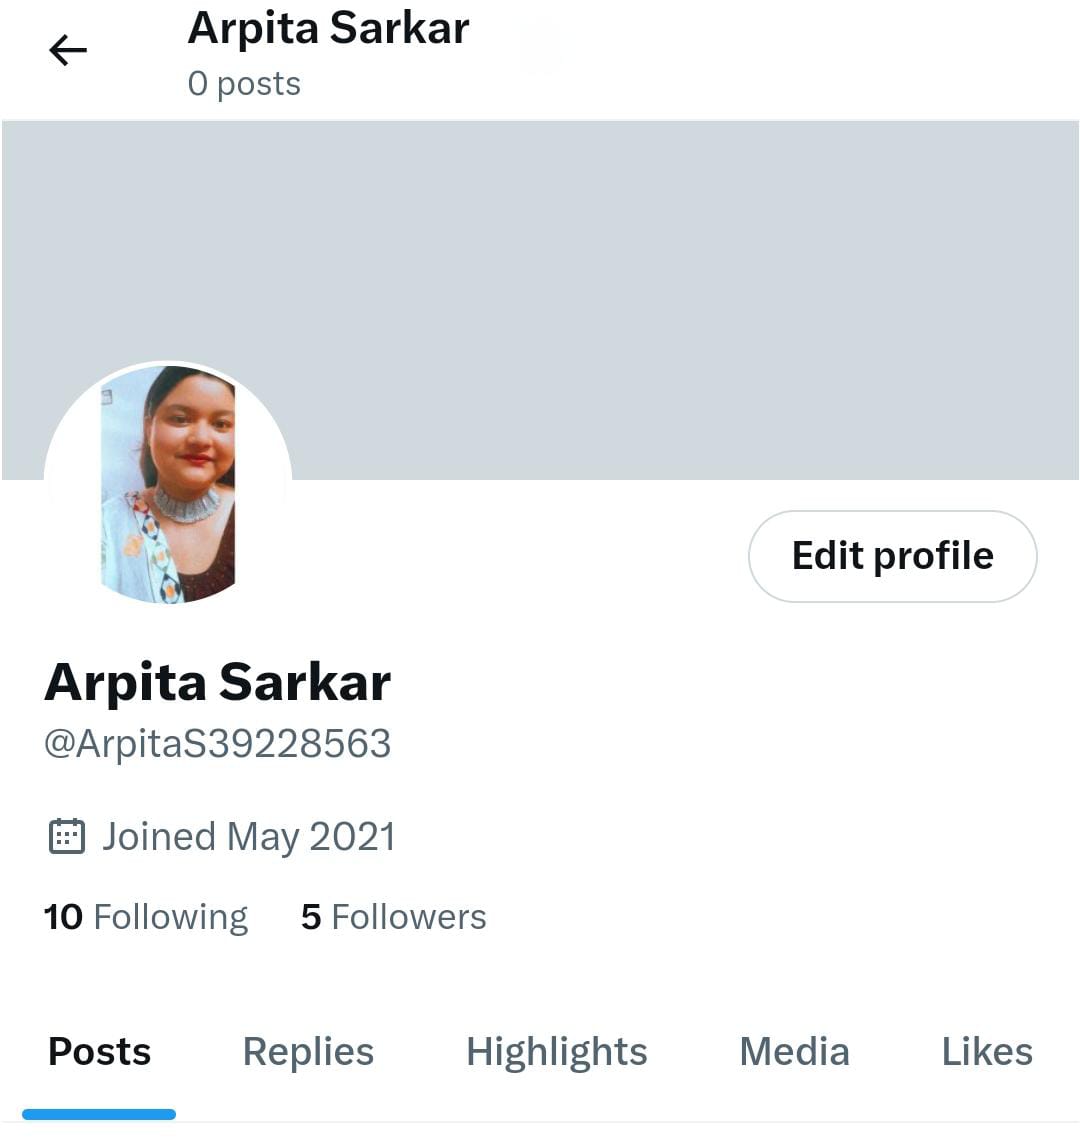 Arpita Sarkar
0 posts
Edit profile
Arpita Sarkar
@ArpitaS39228563
Joined May 2021
10 Following 5 Followers
Posts Replies Highlights Media Likes